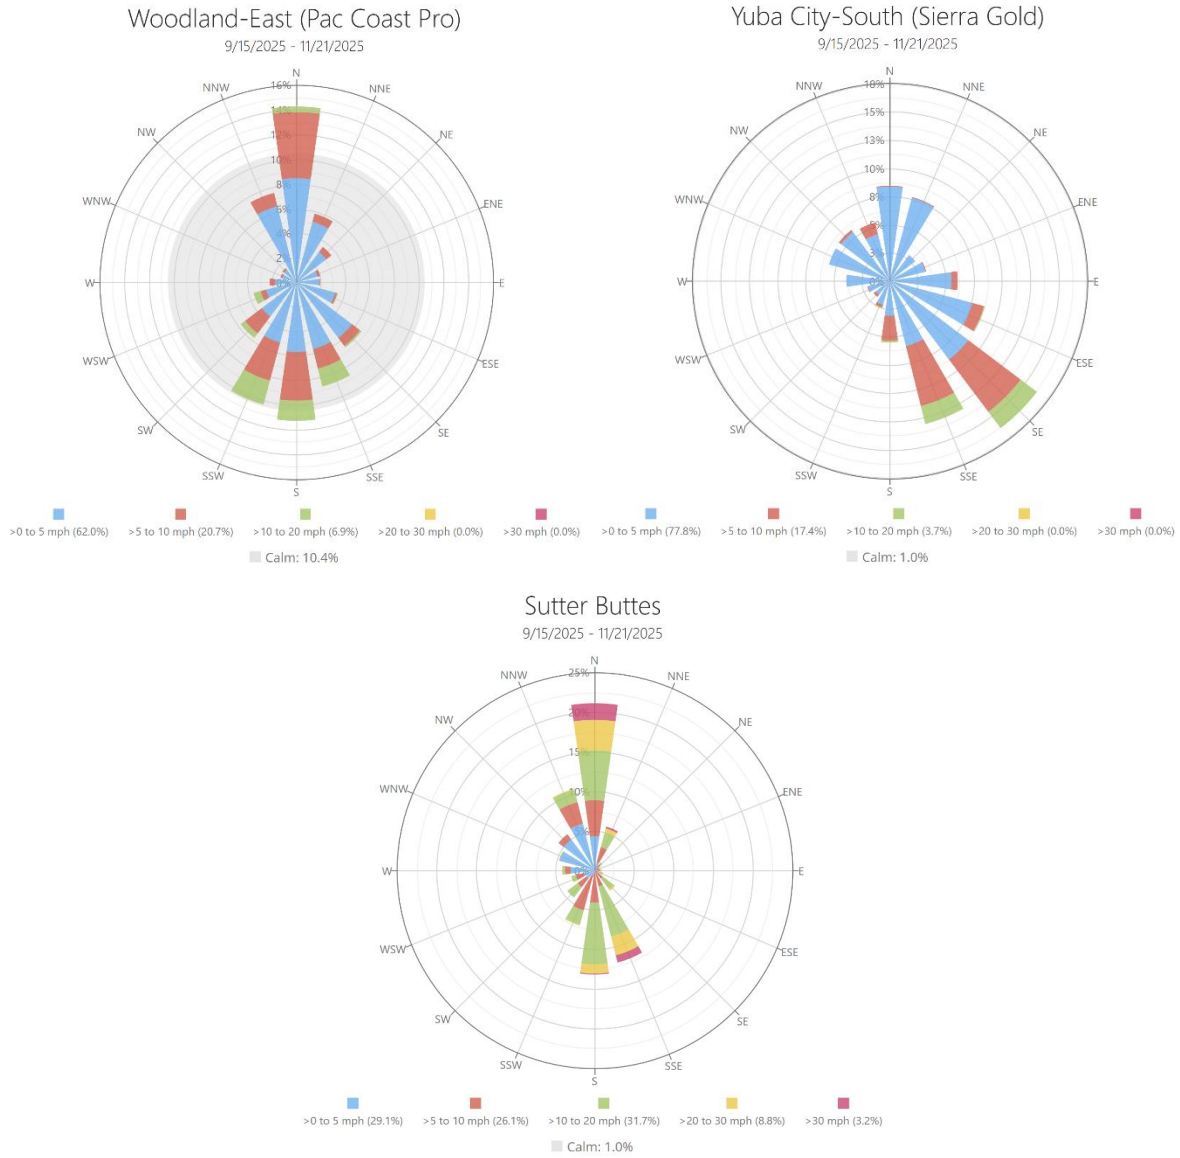 Woodland-East (Pac Coast Pro)
9/15/2025 - 11/21/2025
N
NNE
NE
ENE
E
ESE
SE
SSE
S
SSW
SW
WSW
W
WNW
NW
NNW
16%
14%
12%
10%
8%
6%
4%
2%
0%
>0 to 5 mph (62.0%)
>5 to 10 mph (20.7%)
>10 to 20 mph (6.9%)
>20 to 30 mph (0.0%)
>30 mph (0.0%)
Calm: 10.4%
Yuba City-South (Sierra Gold)
9/15/2025 - 11/21/2025
N
NNE
NE
ENE
E
ESE
SE
SSE
S
SSW
SW
WSW
W
WNW
NW
NNW
18%
15%
13%
10%
8%
5%
3%
0%
>0 to 5 mph (77.8%)
>5 to 10 mph (17.4%)
>10 to 20 mph (3.7%)
>20 to 30 mph (0.0%)
>30 mph (0.0%)
Calm: 1.0%
Sutter Buttes
9/15/2025 - 11/21/2025
N
NNE
NE
ENE
E
ESE
SE
SSE
S
SSW
SW
WSW
W
WNW
NW
NNW
25%
20%
15%
10%
5%
0%
>0 to 5 mph (29.1%)
>5 to 10 mph (26.1%)
>10 to 20 mph (31.7%)
>20 to 30 mph (8.8%)
>30 mph (3.2%)
Calm: 1.0%